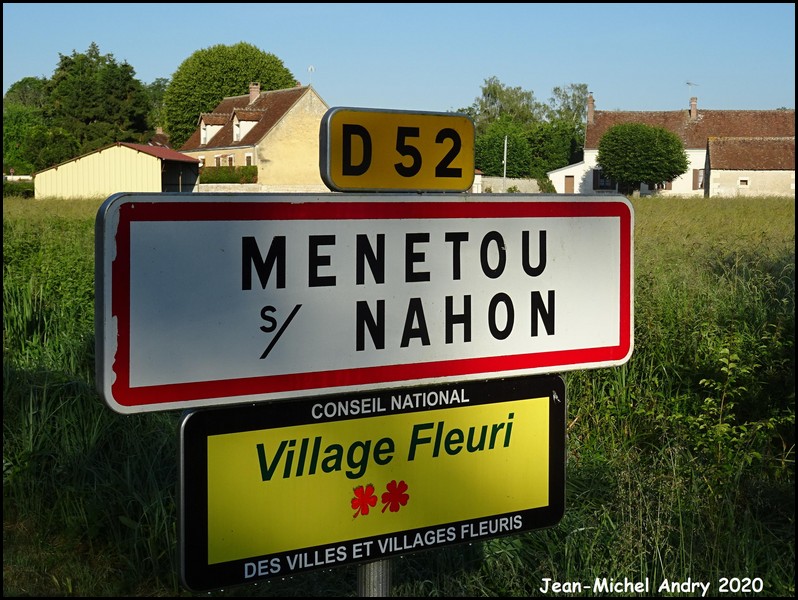 D 52
MENETOU
S/ NAHON
CONSEIL NATIONAL
Village Fleuri
DES VILLES ET VILLAGES FLEURIS
Jean-Michel Andry 2020